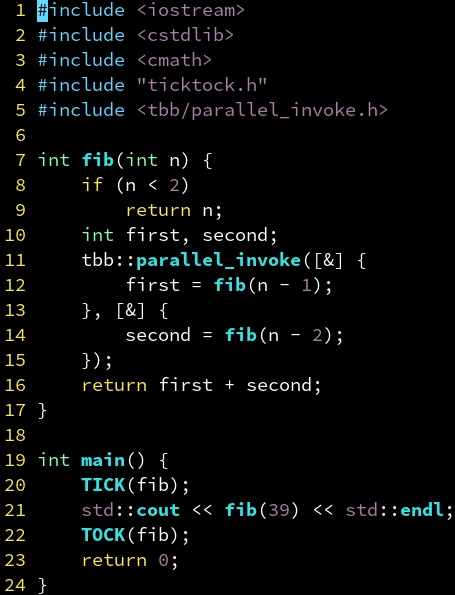 1 #include <iostream>
2 #include <cstdlib>
3 #include <cmath>
4 #include "ticktock.h"
5 #include <tbb/parallel_invoke.h>
6
7 int fib(int n) {
8     if (n < 2)
9         return n;
10     int first, second;
11     tbb::parallel_invoke([&] {
12         first = fib(n - 1);
13     }, [&] {
14         second = fib(n - 2);
15     });
16     return first + second;
17 }
18
19 int main() {
20     TICK(fib);
21     std::cout << fib(39) << std::endl;
22     TOCK(fib);
23     return 0;
24 }